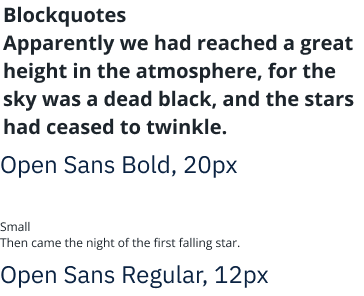 Blockquotes
Apparently we had reached a great
height in the atmosphere, for the
sky was a dead black, and the stars
had ceased to twinkle.
Open Sans Bold, 20px
Small
Then came the night of the first falling star.
Open Sans Regular, 12px